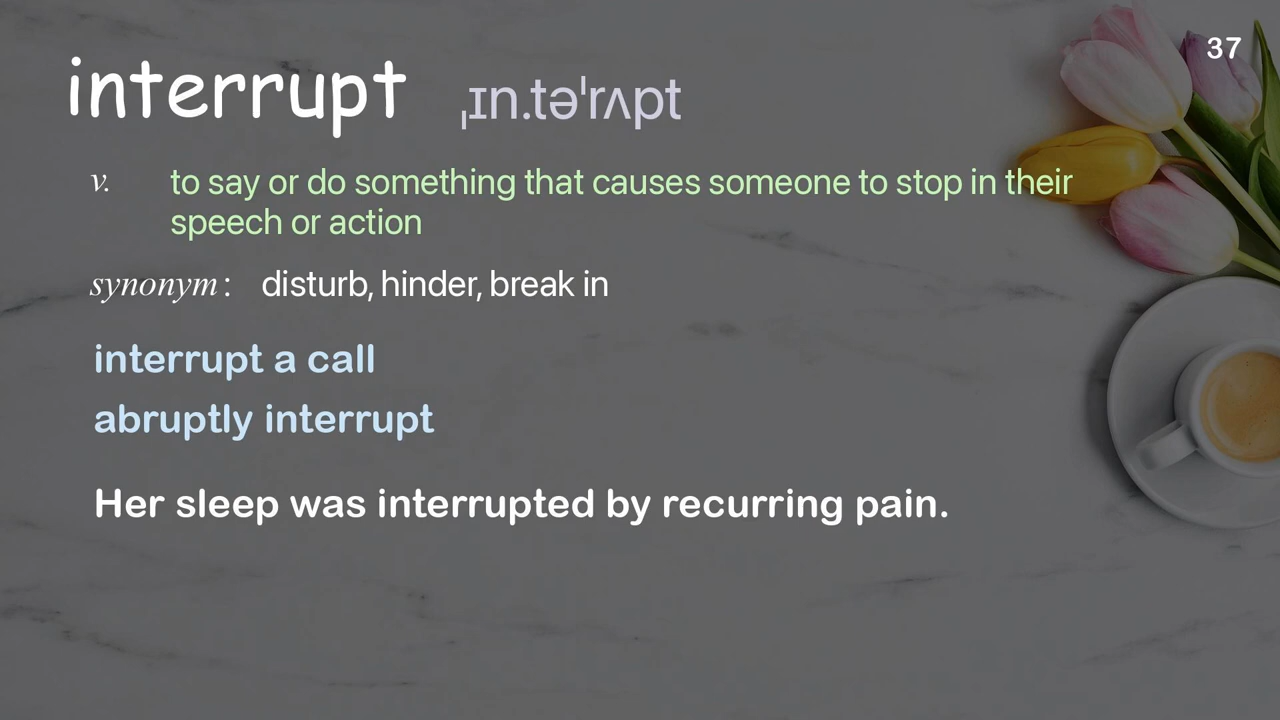 37
interrupt ˌɪn.təˈrʌpt
v. to say or do something that causes someone to stop in their
speech or action
synonym: disturb, hinder, break in
interrupt a call
abruptly interrupt
Her sleep was interrupted by recurring pain.